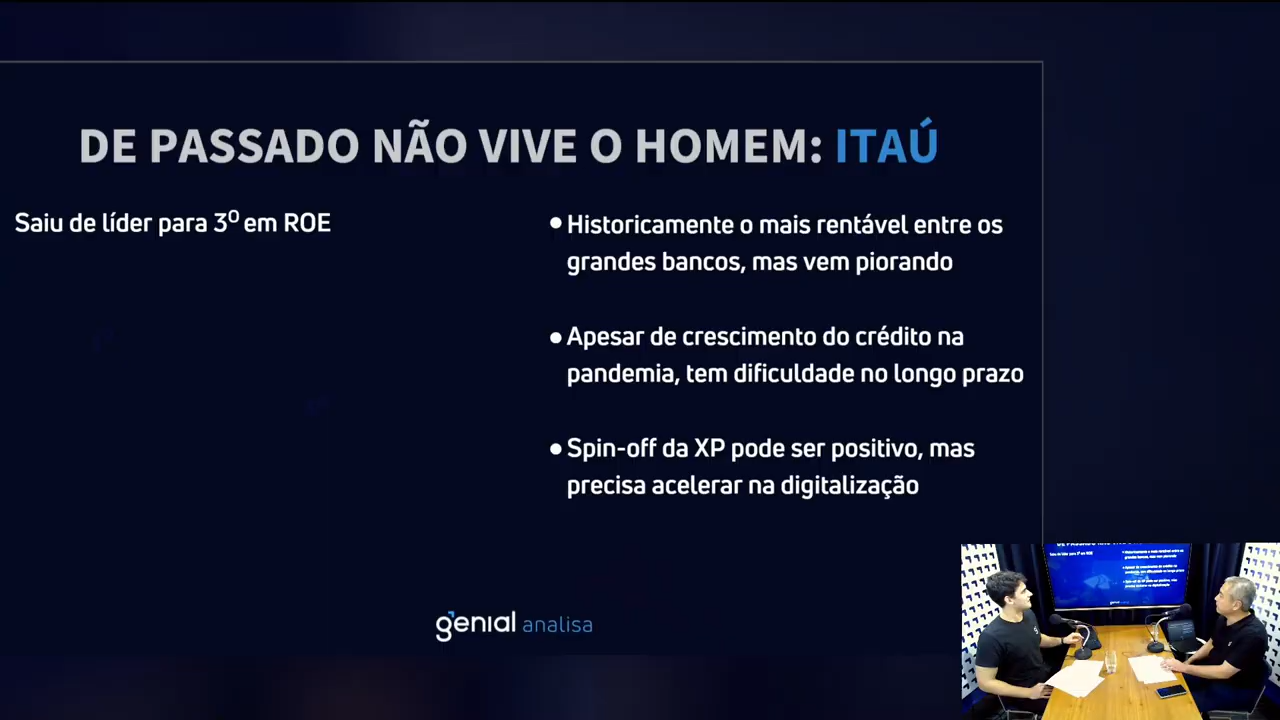 DE PASSADO NÃO VIVE O HOMEM: ITAÚ
Saiu de líder para 3º em ROE
• Historicamente o mais rentável entre os
grandes bancos, mas vem piorando
• Apesar de crescimento do crédito na
pandemia, tem dificuldade no longo prazo
• Spin-off da XP pode ser positivo, mas
precisa acelerar na digitalização
genial analisa